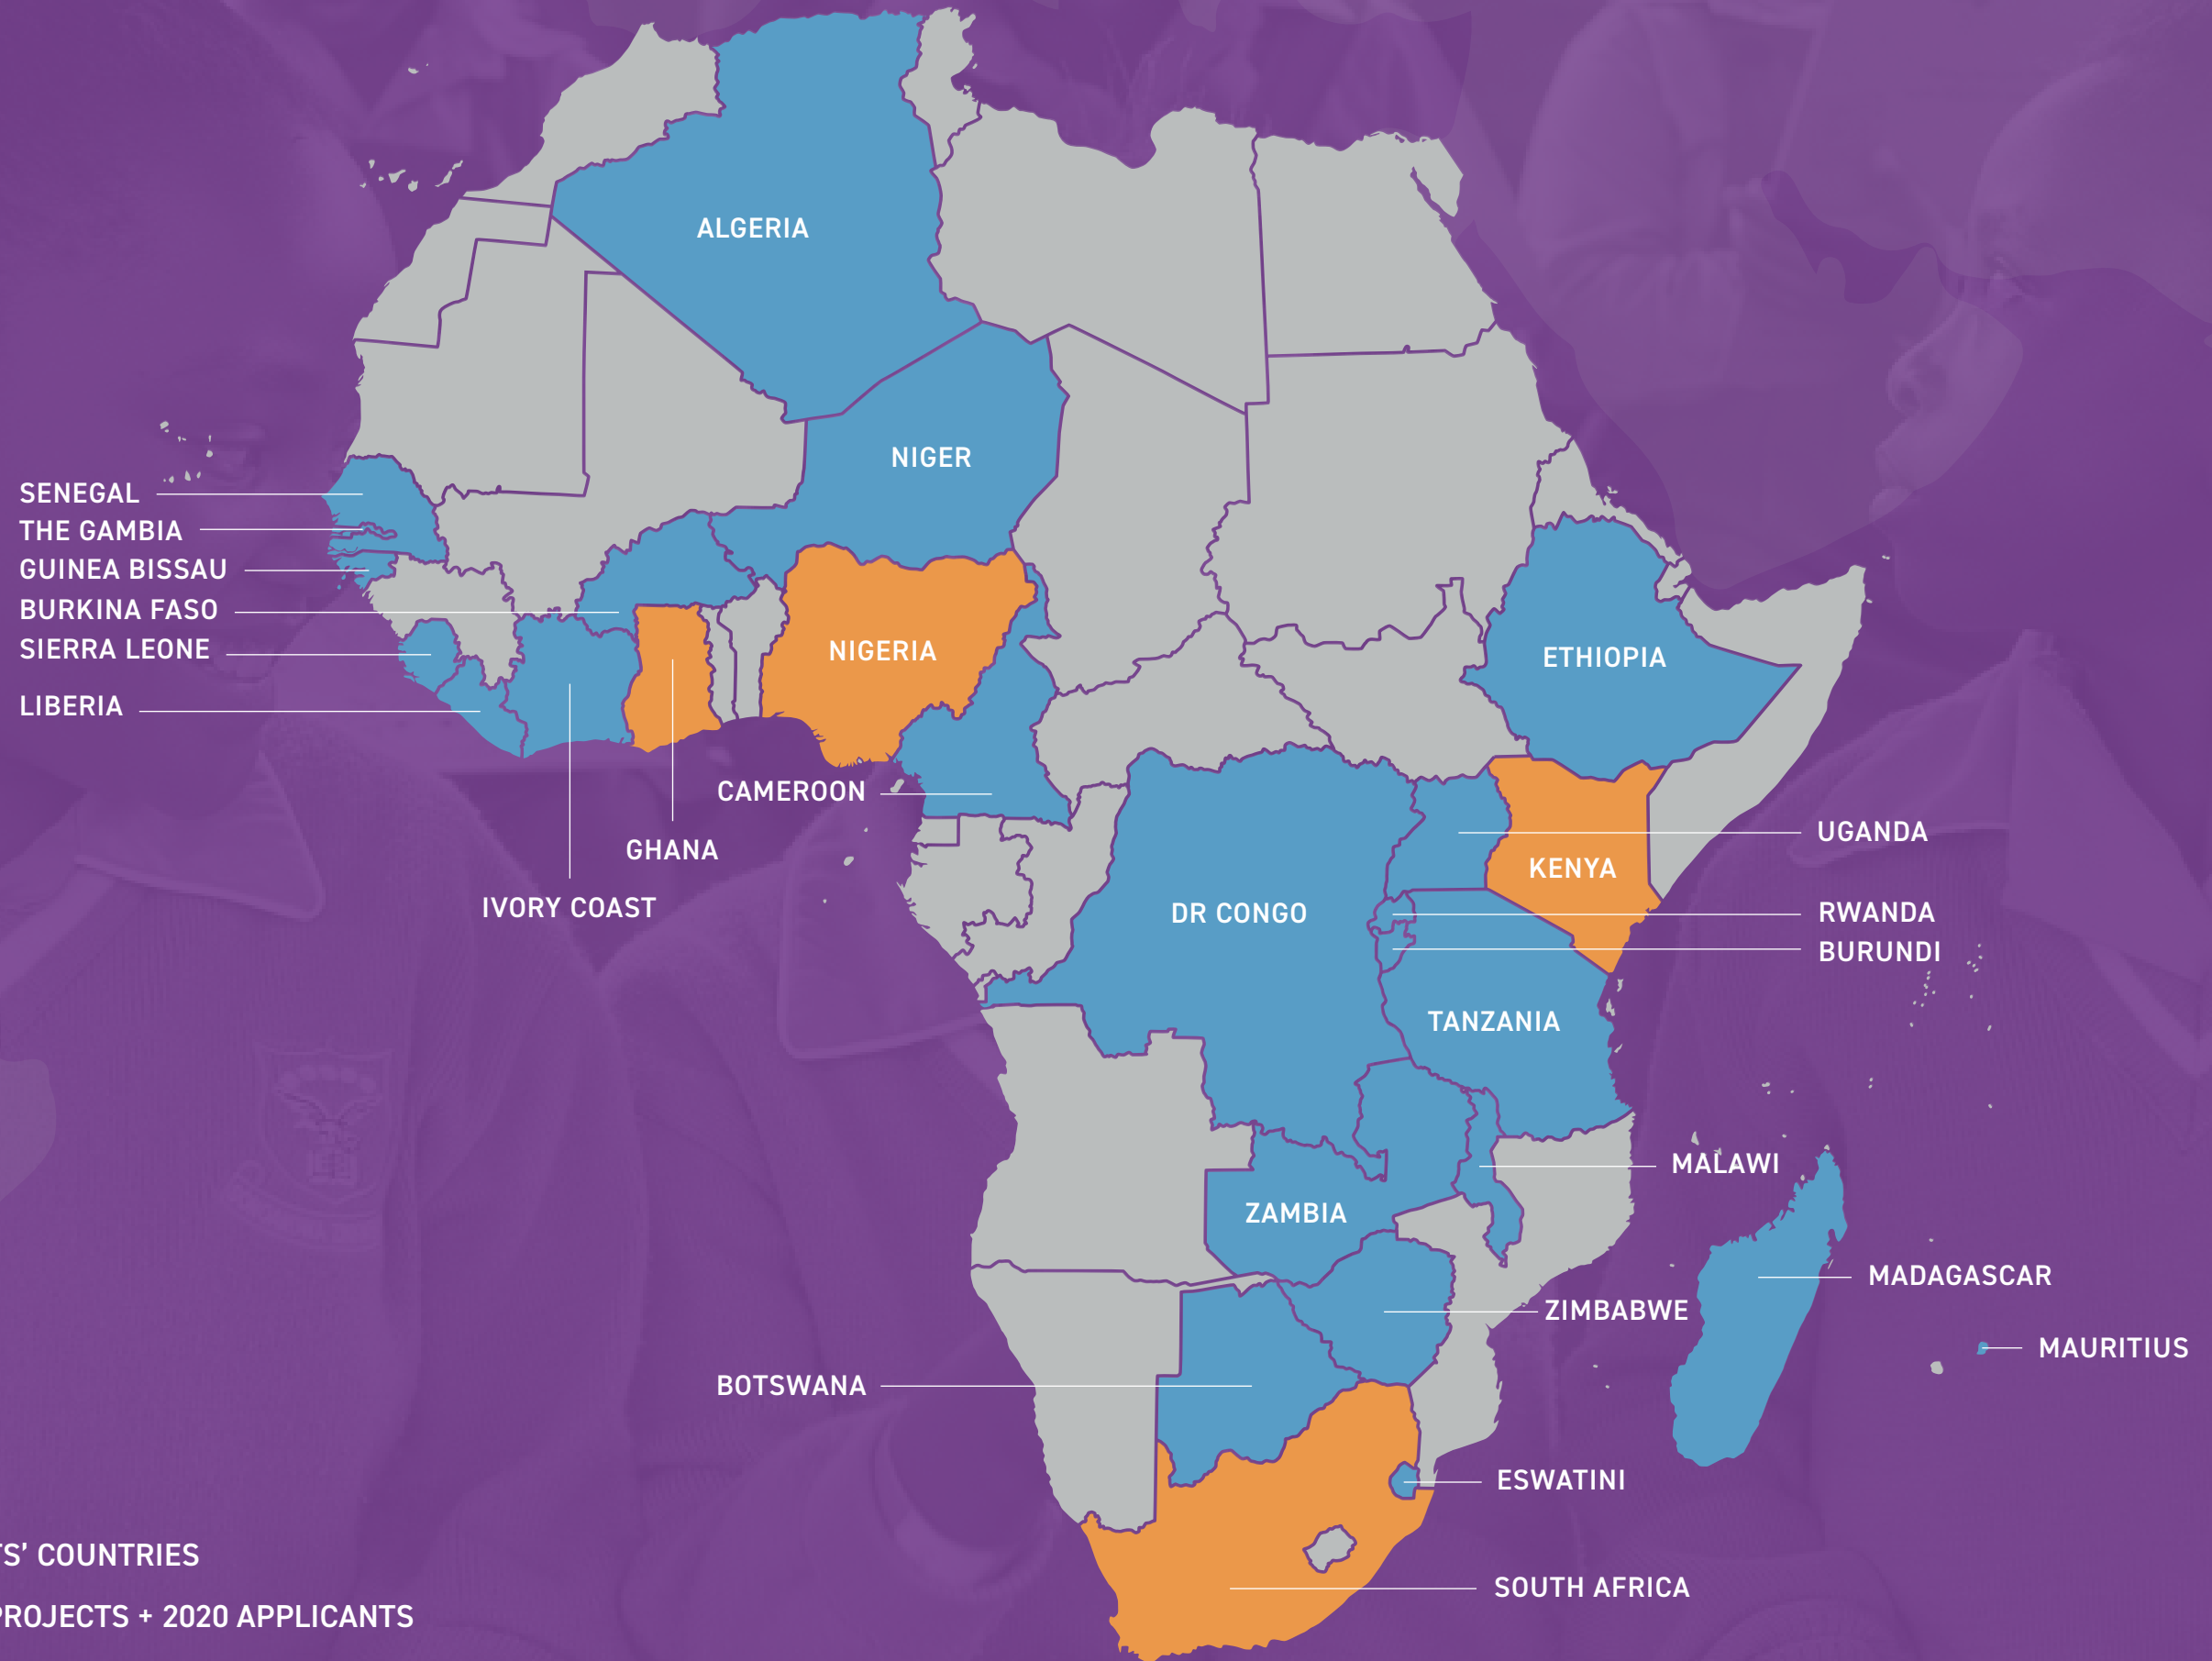 ALGERIA
NIGER
SENEGAL
THE GAMBIA
GUINEA BISSAU
BURKINA FASO
SIERRA LEONE
LIBERIA
NIGERIA
ETHIOPIA
CAMEROON
GHANA
IVORY COAST
UGANDA
KENYA
DR CONGO
RWANDA
BURUNDI
TANZANIA
MALAWI
ZAMBIA
MADAGASCAR
ZIMBABWE
MAURITIUS
BOTSWANA
ESWATINI
SOUTH AFRICA
COUNTRIES
PROJECTS + 2020 APPLICANTS